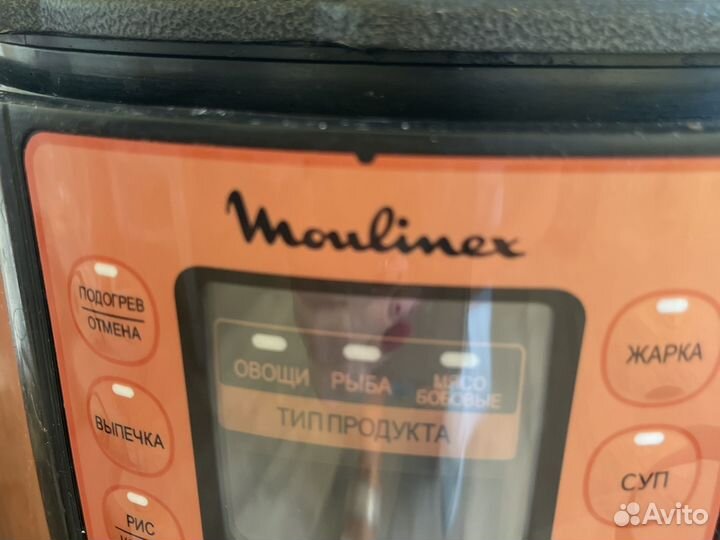 Moulinex
ПОДОГРЕВ
ОТМЕНА
ОВОЩИ РЫБА МЯСО
БОБОВЫЕ
ТИП ПРОДУКТА
ЖАРКА
ВЫПЕЧКА
СУП
РИС
Avito